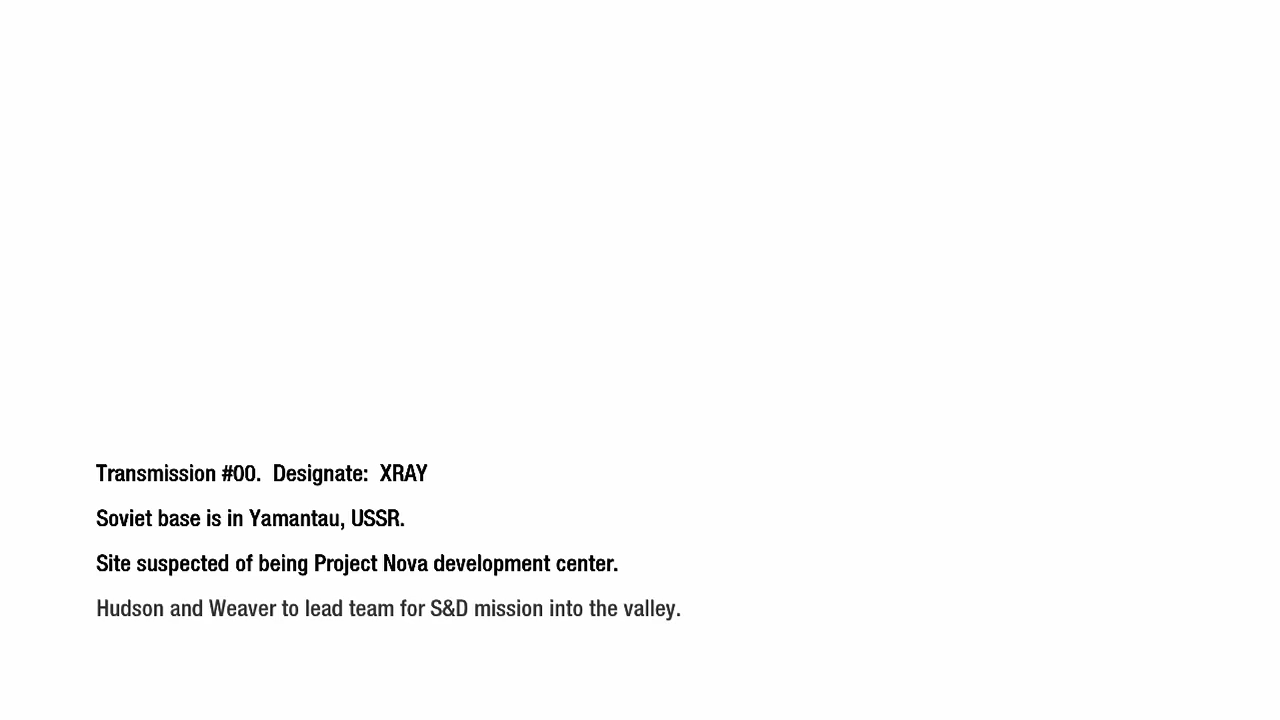 Transmission #00.  Designate:  XRAY
Soviet base is in Yamantau, USSR.
Site suspected of being Project Nova development center.
Hudson and Weaver to lead team for S&D mission into the valley.